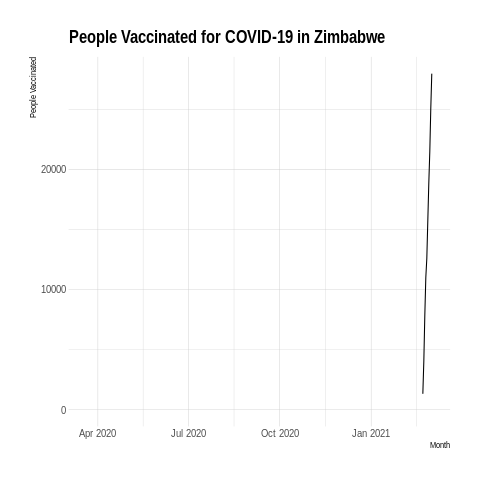 People Vaccinated for COVID-19 in Zimbabwe
People Vaccinated
20000
10000
0
Apr 2020
Jul 2020
Oct 2020
Jan 2021
Month